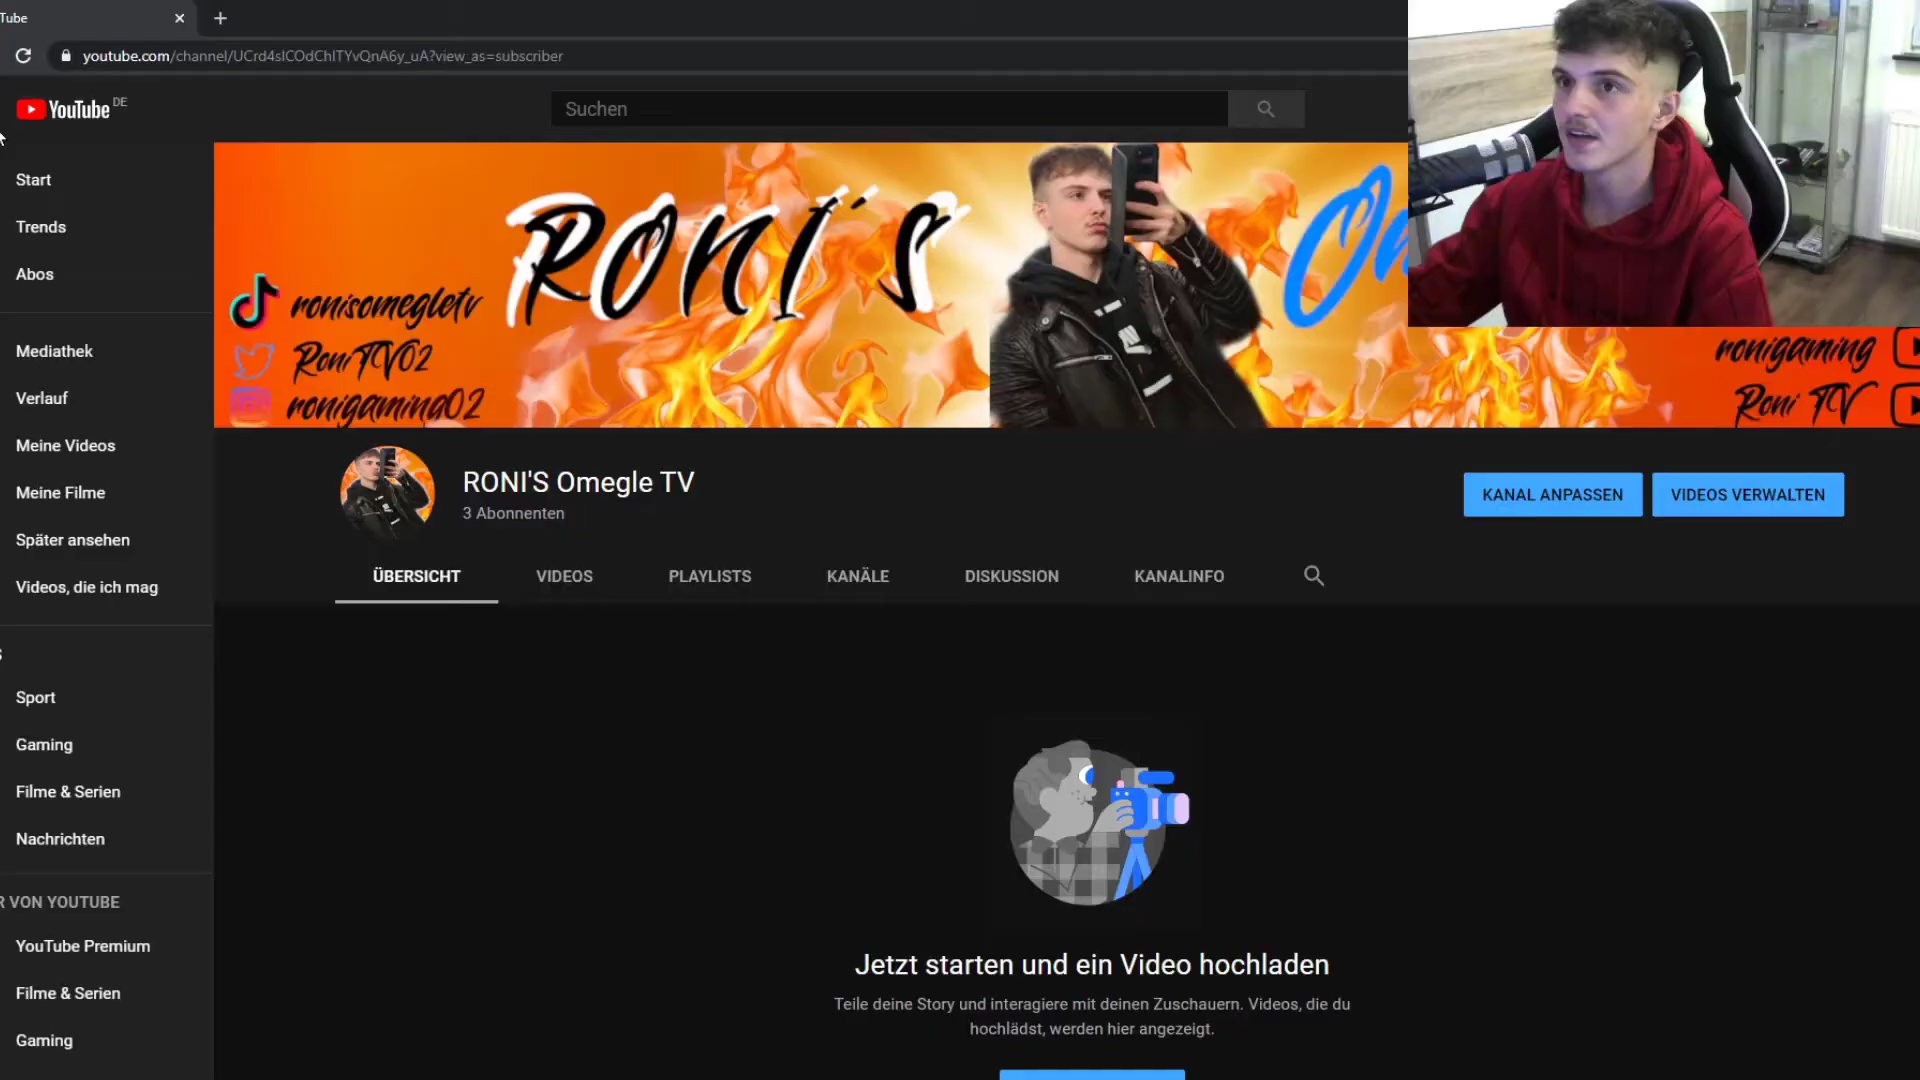 Tube
youtube.com/channel/UCrd4slCOdChlTYvQnA6y_uA?view_as=subscriber
YouTube DE
Suchen
Start
Trends
Abos
Mediathek
Verlauf
Meine Videos
Meine Filme
Später ansehen
Videos, die ich mag
Sport
Gaming
Filme & Serien
Nachrichten
R VON YOUTUBE
YouTube Premium
Filme & Serien
Gaming
RONI'S
ronisomegletv
RoniTV02
ronigaming02
ronigaming
Roni TV
RONI'S Omegle TV
3 Abonnenten
KANAL ANPASSEN
VIDEOS VERWALTEN
ÜBERSICHT
VIDEOS
PLAYLISTS
KANÄLE
DISKUSSION
KANALINFO
Jetzt starten und ein Video hochladen
Teile deine Story und interagiere mit deinen Zuschauern. Videos, die du
hochlädst, werden hier angezeigt.